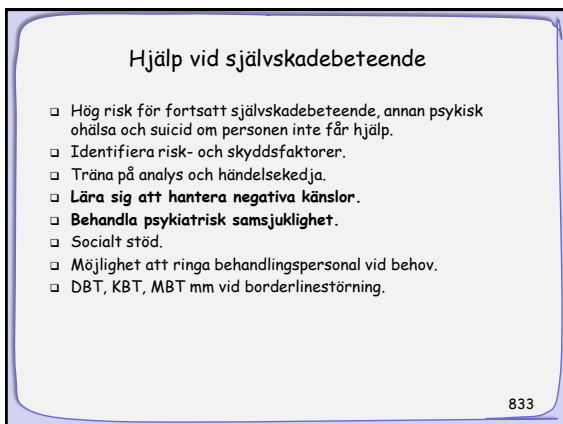 Hjälp vid självskadebeteende
❑ Hög risk för fortsatt självskadebeteende, annan psykisk
ohälsa och suicid om personen inte får hjälp.
❑ Identifiera risk- och skyddsfaktorer.
❑ Träna på analys och händelsekedja.
❑ Lära sig att hantera negativa känslor.
❑ Behandla psykiatrisk samsjuklighet.
❑ Socialt stöd.
❑ Möjlighet att ringa behandlingspersonal vid behov.
❑ DBT, KBT, MBT mm vid borderlinestörning.
833